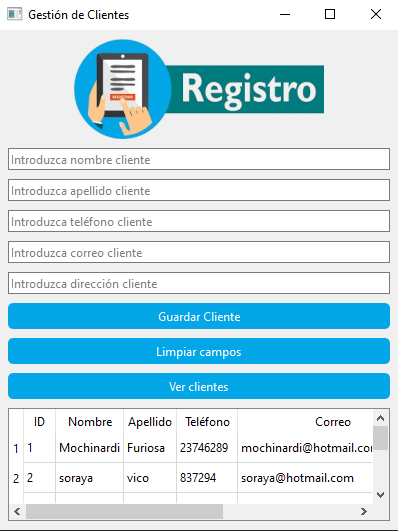 Gestión de Clientes
REGISTRAR
Registro
Introduzca nombre cliente
Introduzca apellido cliente
Introduzca teléfono cliente
Introduzca correo cliente
Introduzca dirección cliente
Guardar Cliente
Limpiar campos
Ver clientes
ID Nombre Apellido Teléfono Correo
1 1 Mochinardi Furiosa 23746289 mochinardi@hotmail.co
2 2 soraya vico 837294 soraya@hotmail.com